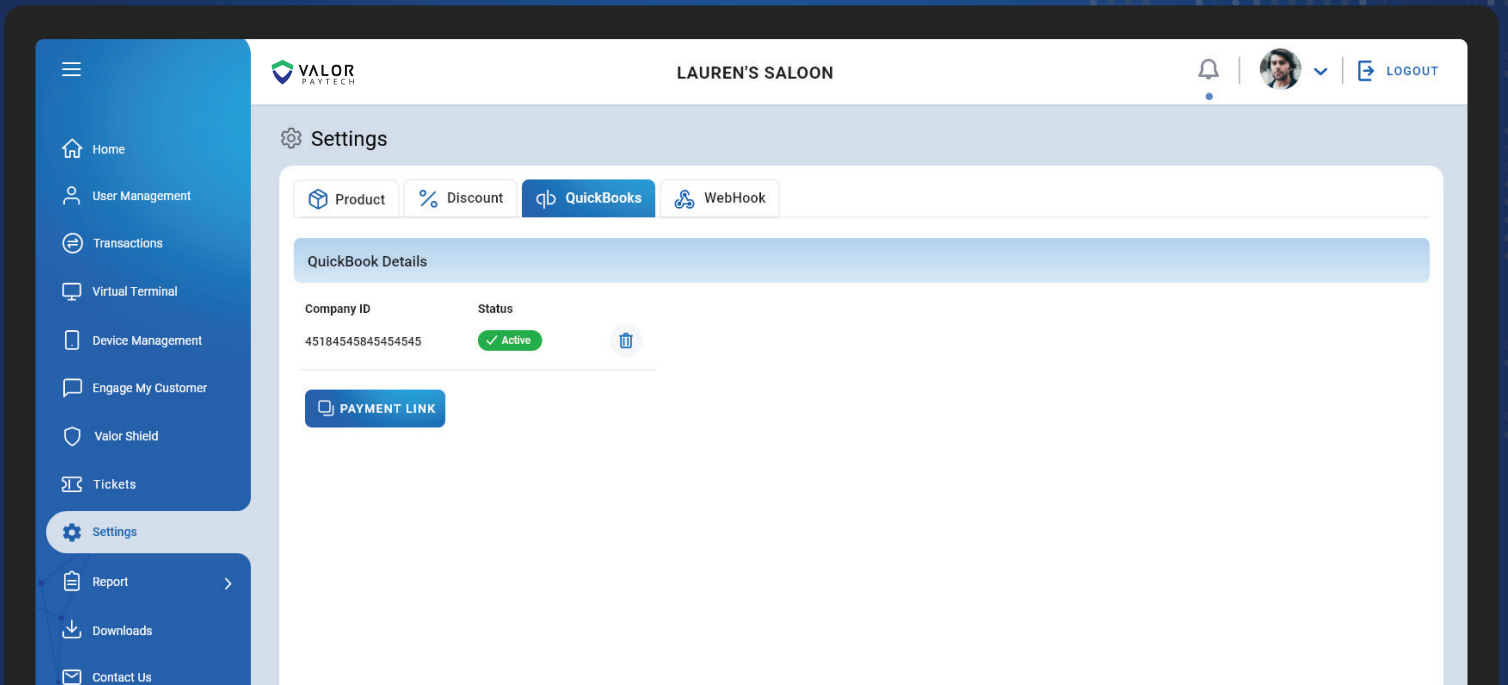 VALOR
PAYTECH
LAUREN'S SALOON
LOGOUT
Home
User Management
Transactions
Virtual Terminal
Device Management
Engage My Customer
Valor Shield
Tickets
Settings
Report
Downloads
Contact Us
Settings
Product
Discount
qb QuickBooks
WebHook
QuickBook Details
Company ID
Status
45184545845454545
Active
PAYMENT LINK